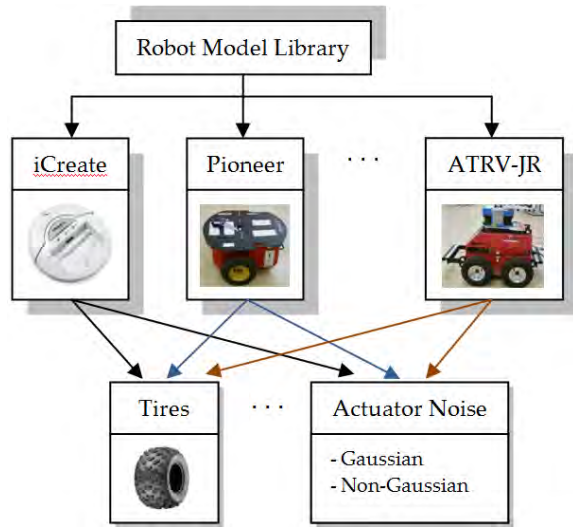 Robot Model Library
iCreate
Pioneer
. . .
ATRV-JR
Tires
. . .
Actuator Noise
- Gaussian
- Non-Gaussian